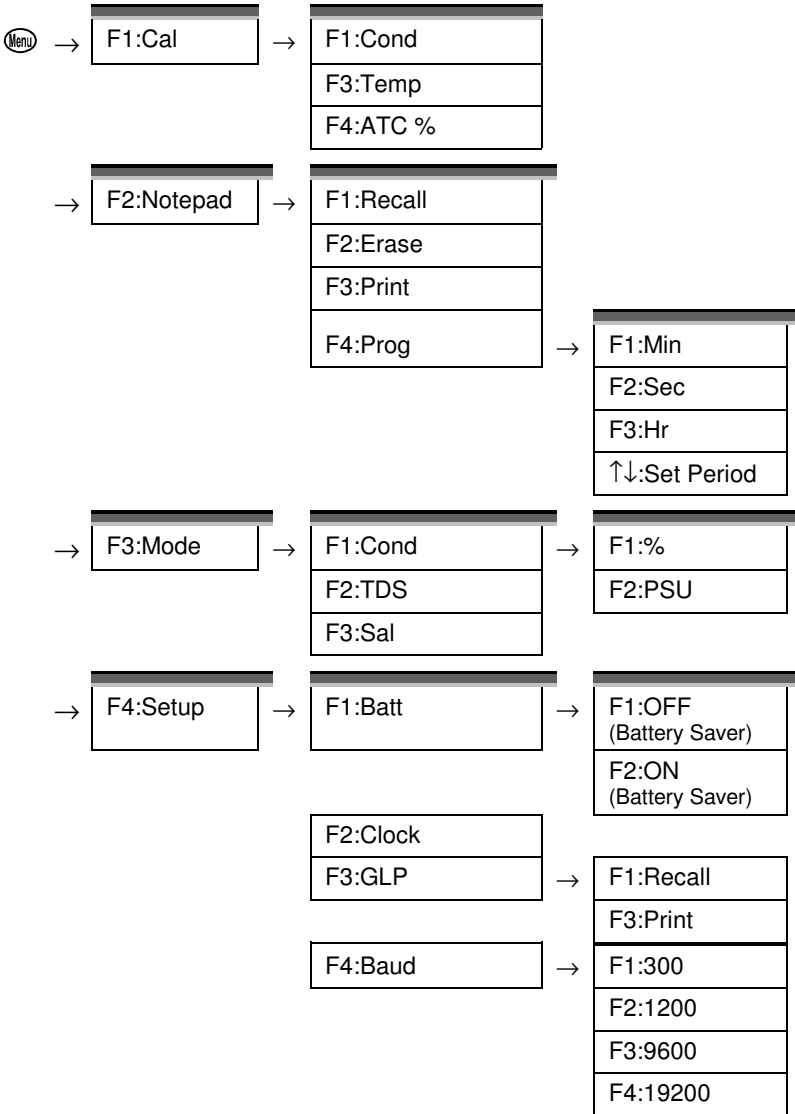 Menu → F1:Cal → F1:Cond
F3:Temp
F4:ATC %
→ F2:Notepad → F1:Recall
F2:Erase
F3:Print
F4:Prog → F1:Min
F2:Sec
F3:Hr
↑↓:Set Period
→ F3:Mode → F1:Cond → F1:%
F2:TDS F2:PSU
F3:Sal
→ F4:Setup → F1:Batt → F1:OFF
(Battery Saver)
F2:ON
(Battery Saver)
F2:Clock
F3:GLP → F1:Recall
F3:Print
F4:Baud → F1:300
F2:1200
F3:9600
F4:19200